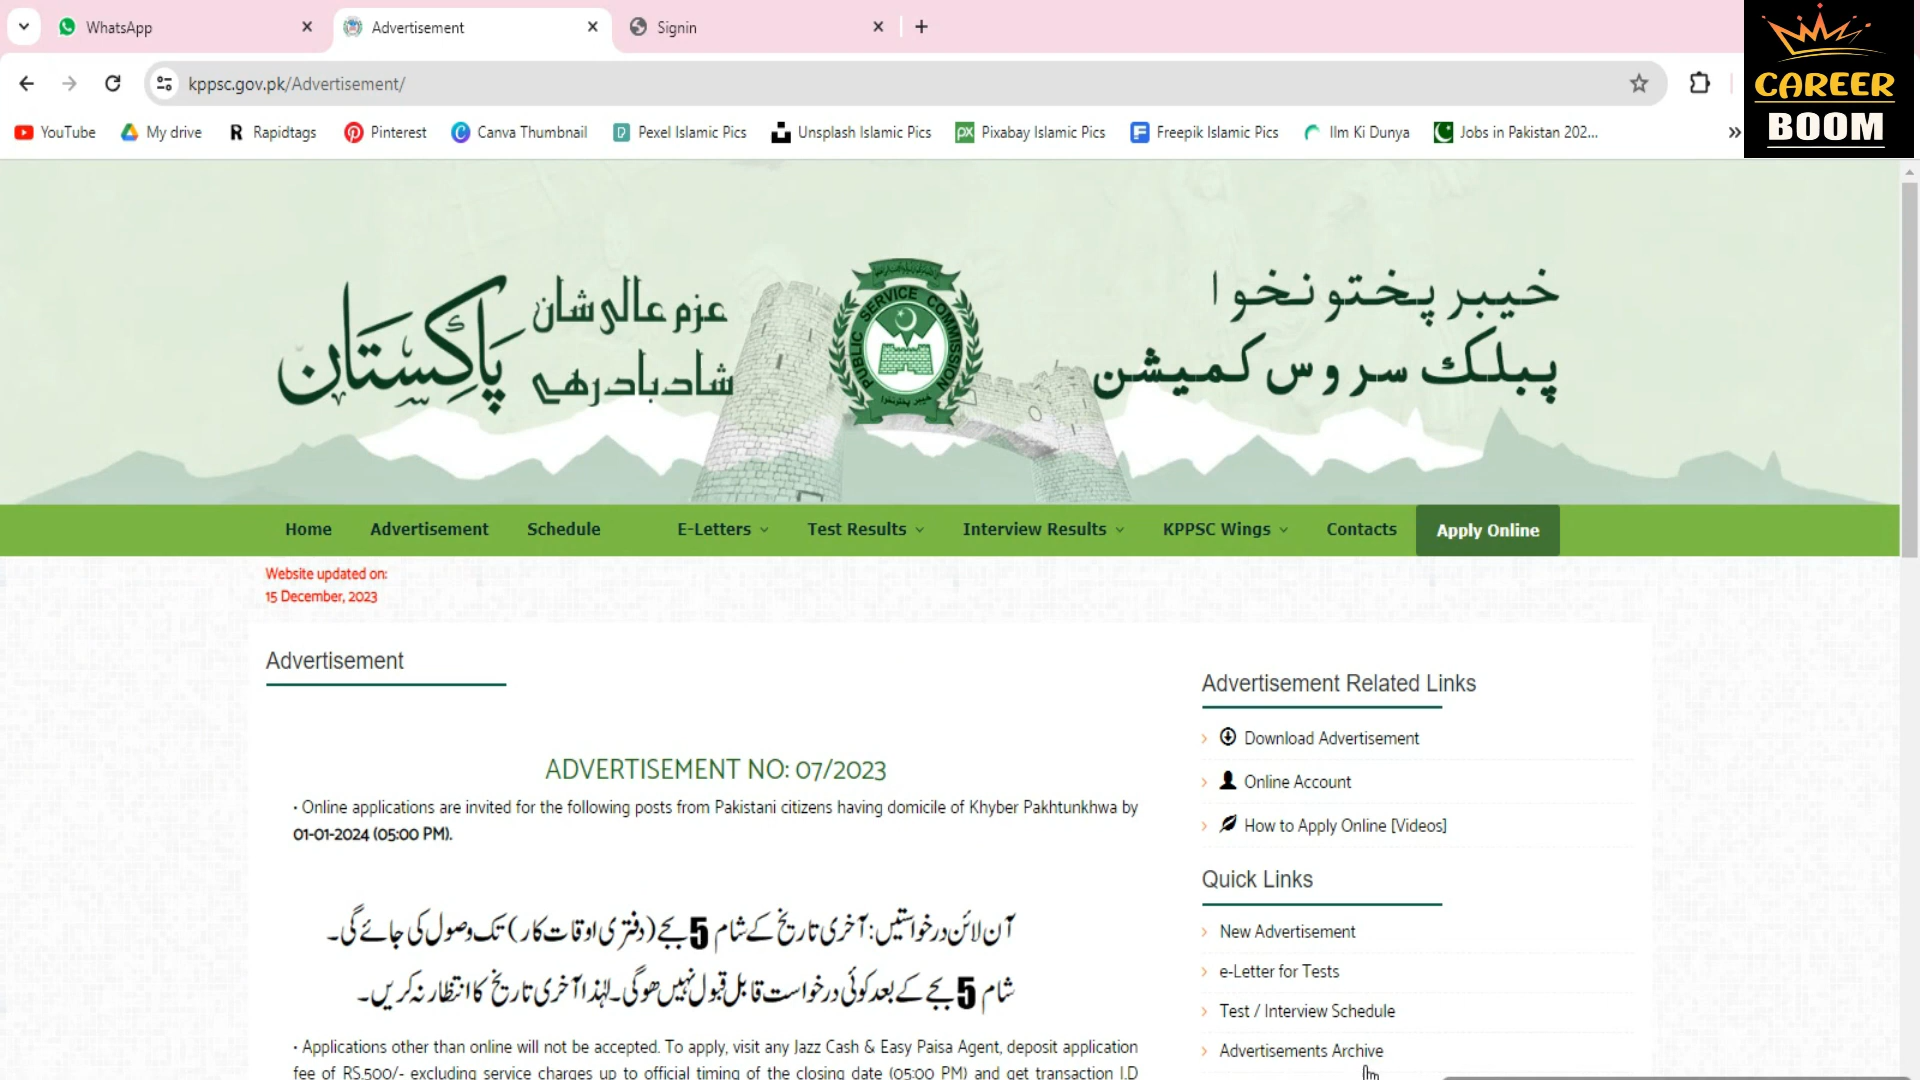 WhatsApp
Advertisement
Signin
kppsc.gov.pk/Advertisement/
CAREER
BOOM
YouTube
My drive
Rapidtags
Pinterest
Canva Thumbnail
Pexel Islamic Pics
Unsplash Islamic Pics
Pixabay Islamic Pics
Freepik Islamic Pics
Ilm Ki Dunya
Jobs in Pakistan 202...
خیبر پختونخوا
پبلک سروس کمیشن
PUBLIC SERVICE COMMISSION
خیبر پختونخوا
عزم عالی شان
شاد باد رہے
پاکستان
Home
Advertisement
Schedule
E-Letters
Test Results
Interview Results
KPPSC Wings
Contacts
Apply Online
Website updated on:
15 December, 2023
Advertisement
ADVERTISEMENT NO: 07/2023
• Online applications are invited for the following posts from Pakistani citizens having domicile of Khyber Pakhtunkhwa by
01-01-2024 (05:00 PM).
آن لائن درخواستیں: آخری تاریخ کے شام 5 بجے (دفتری اوقات کار) تک وصول کی جائے گی۔
شام 5 بجے کے بعد کوئی درخواست قابل قبول نہیں ھوگی۔ لہٰذا آخری تاریخ کا انتظار نہ کریں۔
• Applications other than online will not be accepted. To apply, visit any Jazz Cash & Easy Paisa Agent, deposit application
fee of RS.500/- excluding service charges up to official timing of the closing date (05:00 PM) and get transaction I.D
Advertisement Related Links
Download Advertisement
Online Account
How to Apply Online [Videos]
Quick Links
New Advertisement
e-Letter for Tests
Test / Interview Schedule
Advertisements Archive